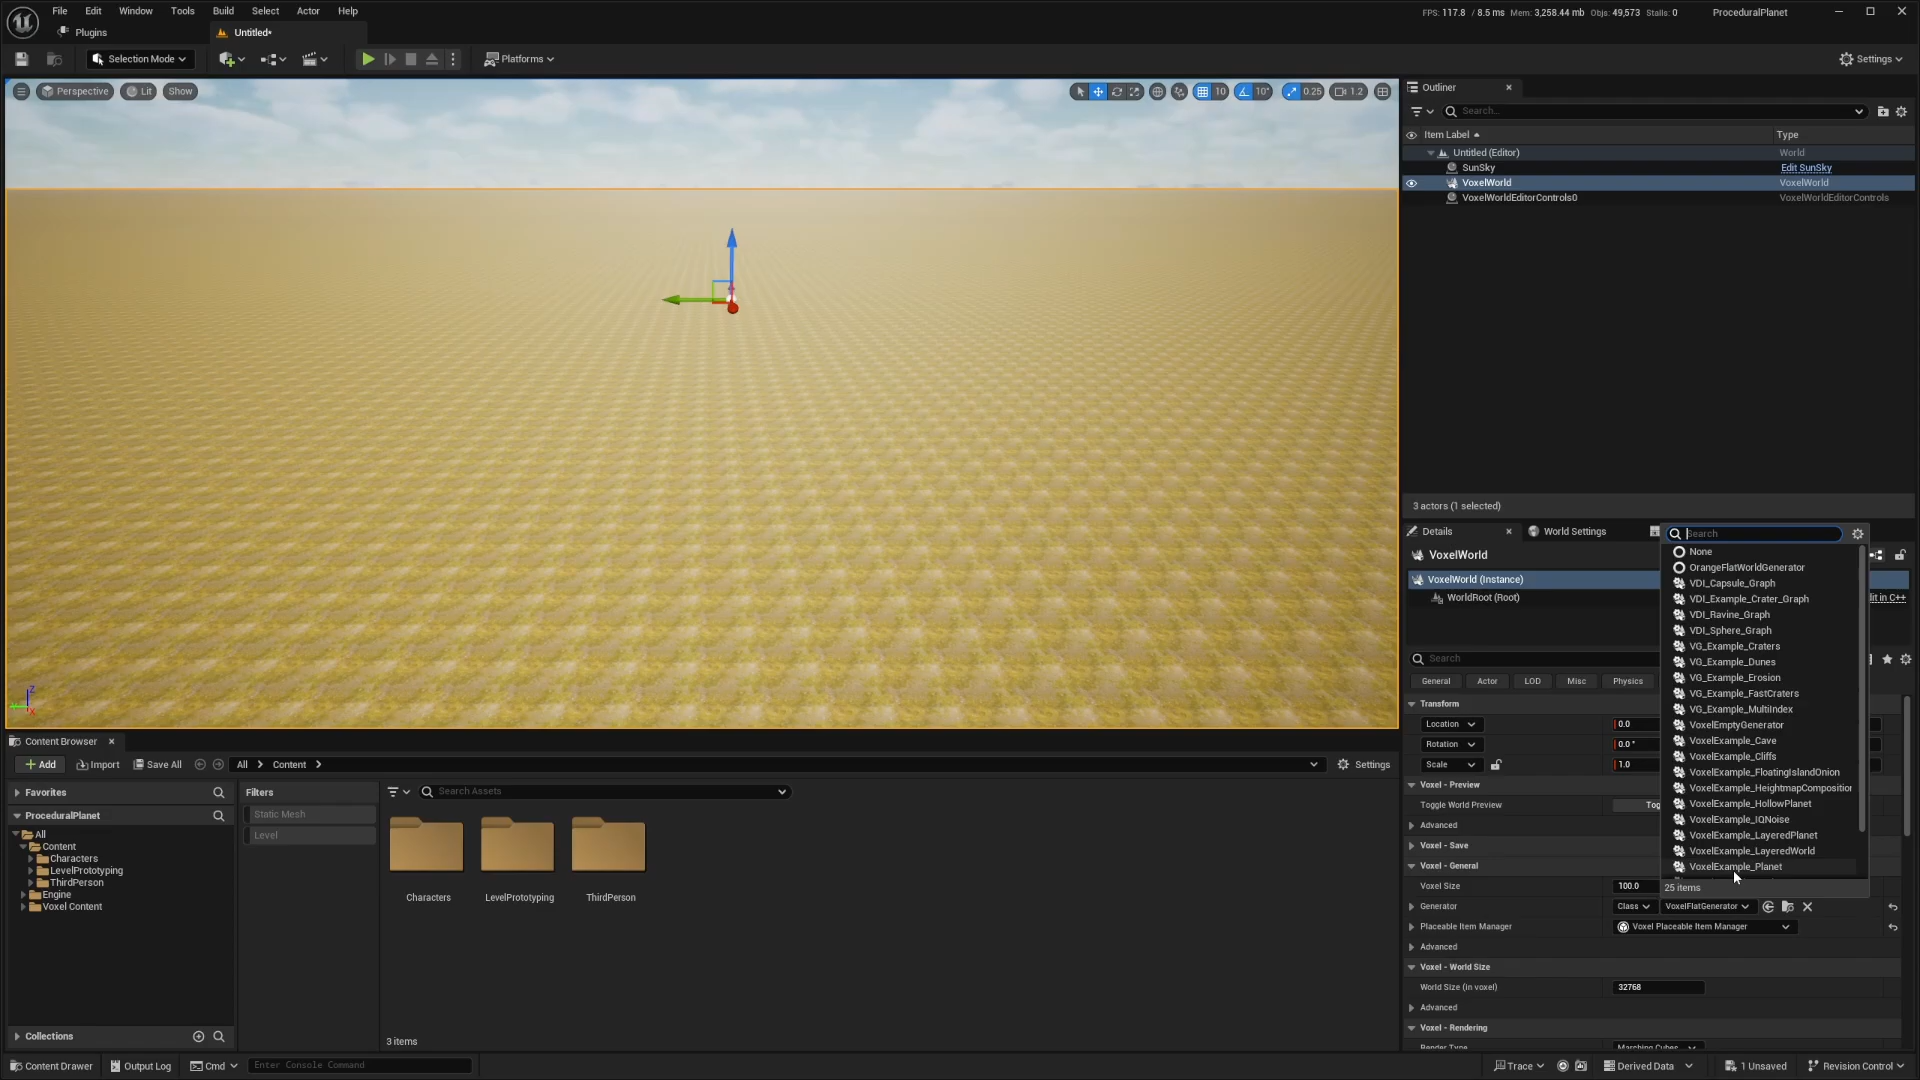 File Edit Window Tools Build Select Actor Help
FPS: 117.8 / 8.5 ms Mem: 3,258.44 mb Objs: 49,573 Stalls: 0 ProceduralPlanet
Plugins Untitled*
Selection Mode Platforms Settings
Perspective Lit Show 10 10° 0.25 1.2
Z
X
Outliner
Search...
Item Label Type
Untitled (Editor) World
SunSky Edit SunSky
VoxelWorld VoxelWorld
VoxelWorldEditorControls0 VoxelWorldEditorControls
3 actors (1 selected)
Details World Settings
VoxelWorld
VoxelWorld (Instance)
WorldRoot (Root)
dit in C++
Search
General Actor LOD Misc Physics
Transform
Location 0.0
Rotation 0.0 °
Scale 1.0
Voxel - Preview
Toggle World Preview Tog
Advanced
Voxel - Save
Voxel - General
Voxel Size 100.0
Generator Class VoxelFlatGenerator
Placeable Item Manager Voxel Placeable Item Manager
Advanced
Voxel - World Size
World Size (in voxel) 32768
Advanced
Voxel - Rendering
Render Type Marching Cubes
Search
None
OrangeFlatWorldGenerator
VDI_Capsule_Graph
VDI_Example_Crater_Graph
VDI_Ravine_Graph
VDI_Sphere_Graph
VG_Example_Craters
VG_Example_Dunes
VG_Example_Erosion
VG_Example_FastCraters
VG_Example_MultiIndex
VoxelEmptyGenerator
VoxelExample_Cave
VoxelExample_Cliffs
VoxelExample_FloatingIslandOnion
VoxelExample_HeightmapComposition
VoxelExample_HollowPlanet
VoxelExample_IQNoise
VoxelExample_LayeredPlanet
VoxelExample_LayeredWorld
VoxelExample_Planet
25 items
Content Browser
Add Import Save All All Content Settings
Favorites
ProceduralPlanet
All
Content
Characters
LevelPrototyping
ThirdPerson
Engine
Voxel Content
Collections
Filters
Static Mesh
Level
Search Assets
Characters LevelPrototyping ThirdPerson
3 items
Content Drawer Output Log Cmd Enter Console Command
Trace Derived Data 1 Unsaved Revision Control